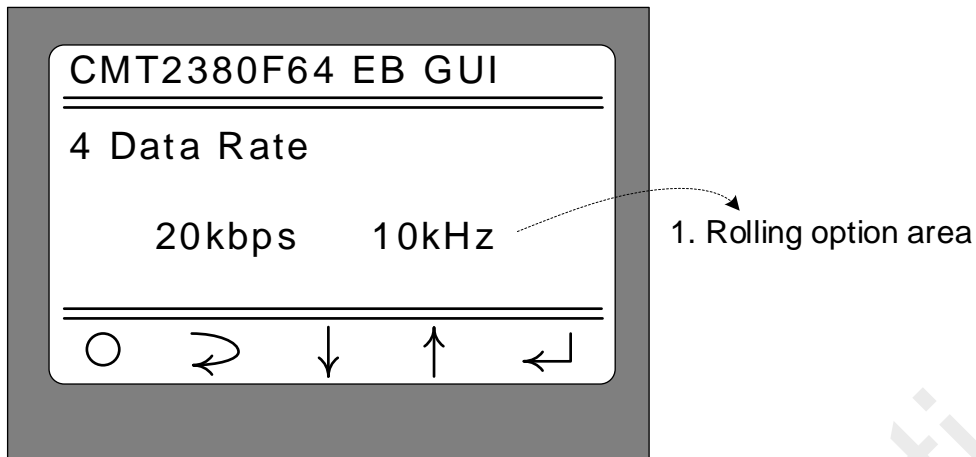 CMT2380F64 EB GUI
4 Data Rate
20kbps 10kHz
1. Rolling option area